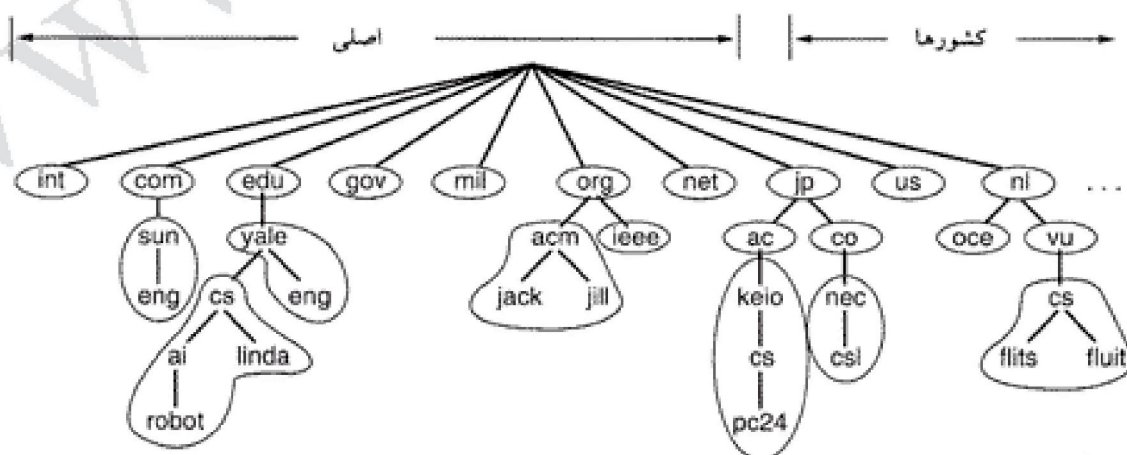 اصلی کشورها
int com edu gov mil org net jp us nl ...
sun yale acm ieee ac co oce vu
eng cs eng jack jill keio nec cs
ai linda cs csl flits fluit
robot pc24